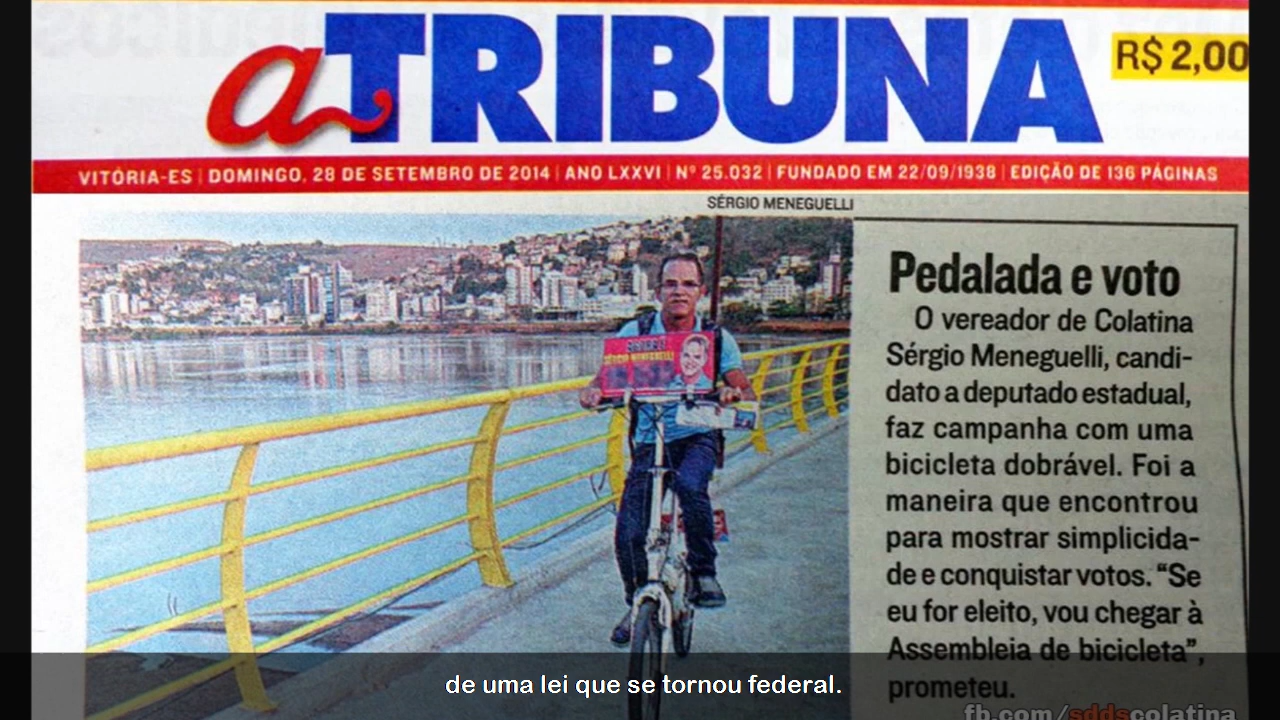 aTRIBUNA
R$ 2,00
VITÓRIA-ES | DOMINGO, 28 DE SETEMBRO DE 2014 | ANO LXXVI | Nº 25.032 | FUNDADO EM 22/09/1938 | EDIÇÃO DE 136 PÁGINAS
SÉRGIO MENEGUELLI
SÉRGIO MENEGUELLI
Pedalada e voto
O vereador de Colatina
Sérgio Meneguelli, candi-
dato a deputado estadual,
faz campanha com uma
bicicleta dobrável. Foi a
maneira que encontrou
para mostrar simplicida-
de e conquistar votos. “Se
eu for eleito, vou chegar à
Assembleia de bicicleta”,
prometeu.
de uma lei que se tornou federal.
fb.com/sddscolatina